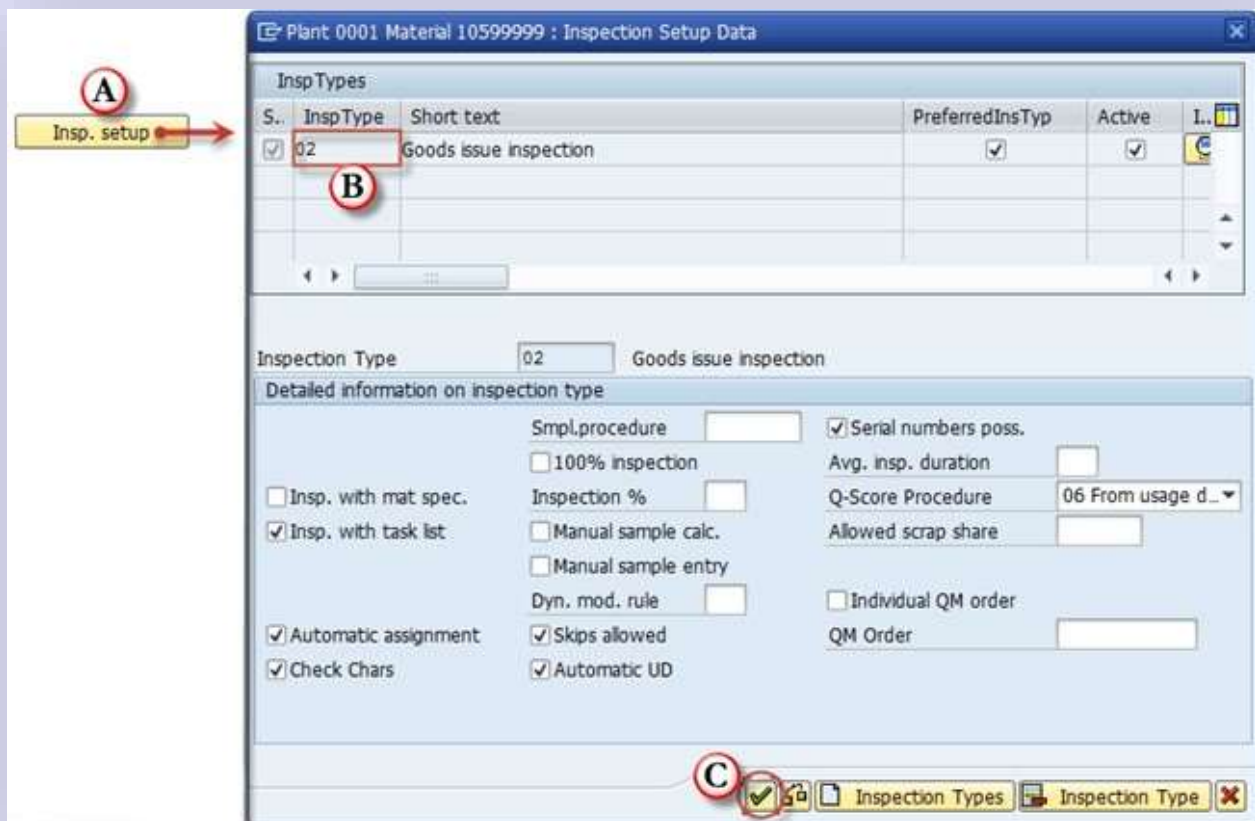 Plant 0001 Material 10599999 : Inspection Setup Data
A
Insp. setup
InspTypes
S.. InspType Short text PreferredInsTyp Active I..
02 Goods issue inspection
B
Inspection Type 02 Goods issue inspection
Detailed information on inspection type
Smpl.procedure Serial numbers poss.
100% inspection Avg. insp. duration
Insp. with mat spec. Inspection % Q-Score Procedure 06 From usage d...
Insp. with task list Manual sample calc. Allowed scrap share
Manual sample entry
Dyn. mod. rule Individual QM order
Automatic assignment Skips allowed QM Order
Check Chars Automatic UD
C
Inspection Types Inspection Type